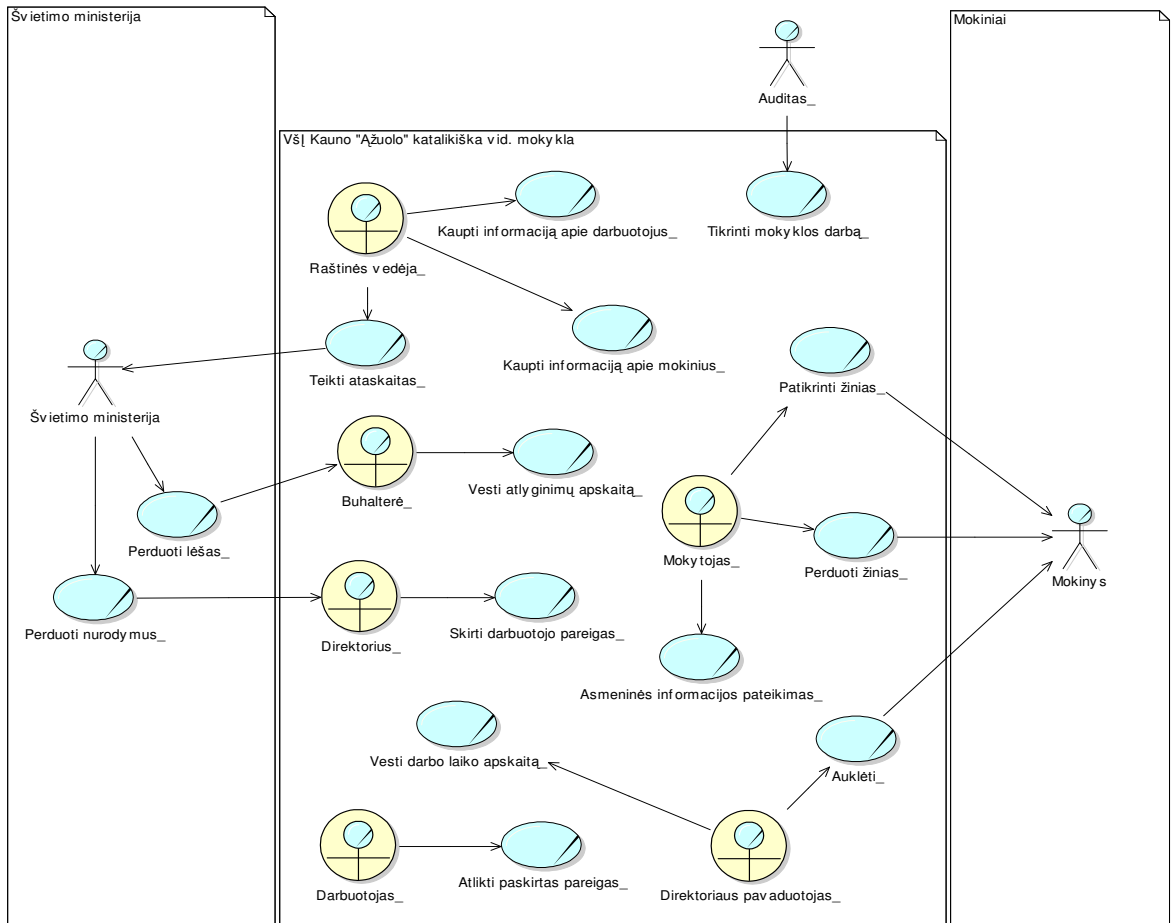 Švietimo ministerija
Mokiniai
Auditas_
VšĮ Kauno "Ąžuolo" katalikiška vid. mokykla
Kaupti informaciją apie darbuotojus_
Tikrinti mokyklos darbą_
Raštinės vedėja_
Kaupti informaciją apie mokinius_
Teikti ataskaitas_
Patikrinti žinias_
Švietimo ministerija
Vesti atlyginimų apskaitą_
Buhalterė_
Perduoti lėšas_
Mokytojas_
Perduoti žinias_
Mokinys
Perduoti nurodymus_
Direktorius_
Skirti darbuotojo pareigas_
Asmeninės informacijos pateikimas_
Vesti darbo laiko apskaitą_
Auklėti_
Darbuotojas_
Atlikti paskirtas pareigas_
Direktoriaus pavaduotojas_